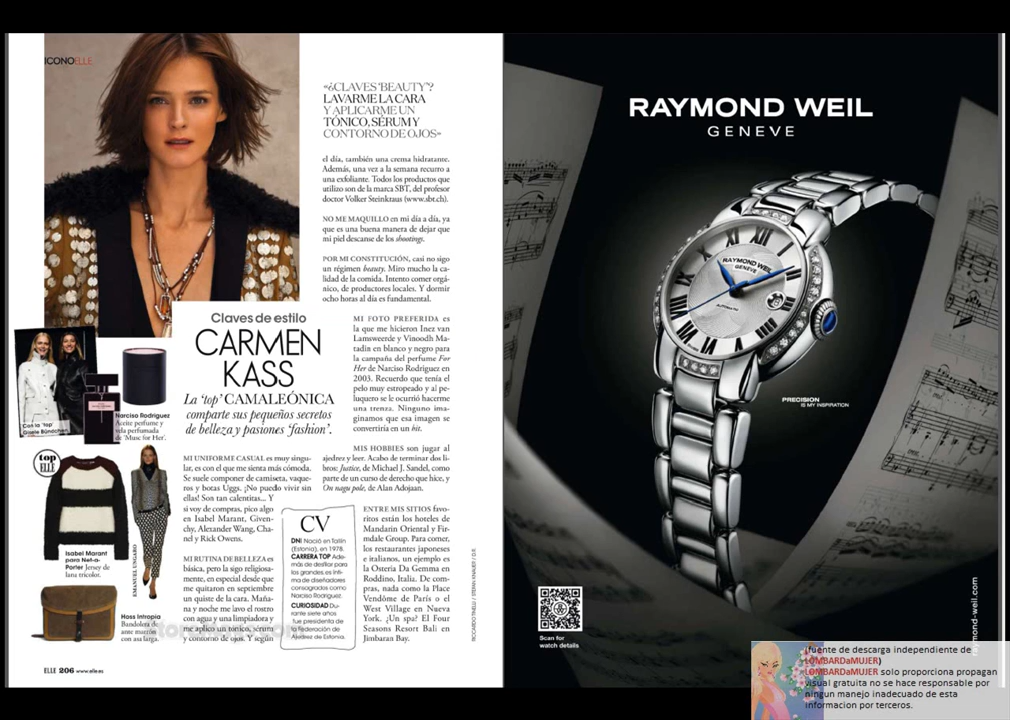 ICONOELLE
«¿CLAVES 'BEAUTY'?
LAVARME LA CARA
Y APLICARME UN
TÓNICO, SÉRUM Y
CONTORNO DE OJOS»
el día, también una crema hidratante.
Además, una vez a la semana recurro a
una exfoliante. Todos los productos que
utilizo son de la marca SBT, del profesor
doctor Volker Steinkraus (www.sbt.ch).
NO ME MAQUILLO en mi día a día, ya
que es una buena manera de dejar que
mi piel descanse de los shootings.
POR MI CONSTITUCIÓN, casi no sigo
un régimen beauty. Miro mucho la ca-
lidad de la comida. Intento comer orgá-
nico, de productores locales. Y dormir
ocho horas al día es fundamental.
MI FOTO PREFERIDA es
la que me hicieron Inez van
Lamsweerde y Vinoodh Ma-
tadin en blanco y negro para
la campaña del perfume For
Her de Narciso Rodriguez en
2003. Recuerdo que tenía el
pelo muy estropeado y al pe-
luquero se le ocurrió hacerme
una trenza. Ninguno ima-
ginamos que esa imagen se
convertiría en un hit.
MIS HOBBIES son jugar al
ajedrez y leer. Acabo de terminar dos li-
bros: Justice, de Michael J. Sandel, como
parte de un curso de derecho que hice, y
On nagu pole, de Alan Adojaan.
ENTRE MIS SITIOS favo-
ritos están los hoteles de
Mandarin Oriental y Fir-
mdale Group. Para comer,
los restaurantes japoneses
e italianos, un ejemplo es
la Osteria Da Gemma en
Roddino, Italia. De com-
pras, nada como la Place
Vendôme de París o el
West Village en Nueva
York. ¿Un spa? El Four
Seasons Resort Bali en
Jimbaran Bay.
Claves de estilo
CARMEN
KASS
La 'top' CAMALEÓNICA
comparte sus pequeños secretos
de belleza y pasiones 'fashion'.
MI UNIFORME CASUAL es muy singu-
lar, es con el que me sienta más cómoda.
Se suele componer de camiseta, vaque-
ros y botas Uggs. ¡No puedo vivir sin
ellas! Son tan calentitas... Y
si voy de compras, pico algo
en Isabel Marant, Given-
chy, Alexander Wang, Cha-
nel y Rick Owens.
MI RUTINA DE BELLEZA es
básica, pero la sigo religiosa-
mente, en especial desde que
me quitaron en septiembre
un quiste de la cara. Maña-
na y noche me lavo el rostro
con agua y una limpiadora y
me aplico un tónico, sérum
y contorno de ojos. Y según
CV
DNI Nació en Tallin
(Estonia), en 1978.
CARRERA TOP Ade-
más de desfilar para
los grandes, es ínti-
ma de diseñadores
consagrados como
Narciso Rodriguez.
CURIOSIDAD Du-
rante siete años
fue presidenta de
la Federación de
Ajedrez de Estonia.
Con la 'top'
Gisele Bündchen.
Narciso Rodriguez
Aceite perfume y
vela perfumada
de 'Musc for Her'.
top
ELLE
Isabel Marant
para Net-a-
Porter Jersey de
lana tricolor.
EMANUEL UNGARO
Hoss Intropia
Bandolera de
ante marrón
con asa larga.
ELLE 206 www.elle.es
RAYMOND WEIL
GENEVE
RAYMOND WEIL
GENEVE
AUTOMATIC
PRECISION
IS MY INSPIRATION
Scan for
watch details
raymond-weil.com
(fuente de descarga independiente de
LOMBARDaMUJER)
LOMBARDaMUJER solo proporciona propagan
visual gratuita no se hace responsable por
ningun manejo inadecuado de esta
informacion por terceros.